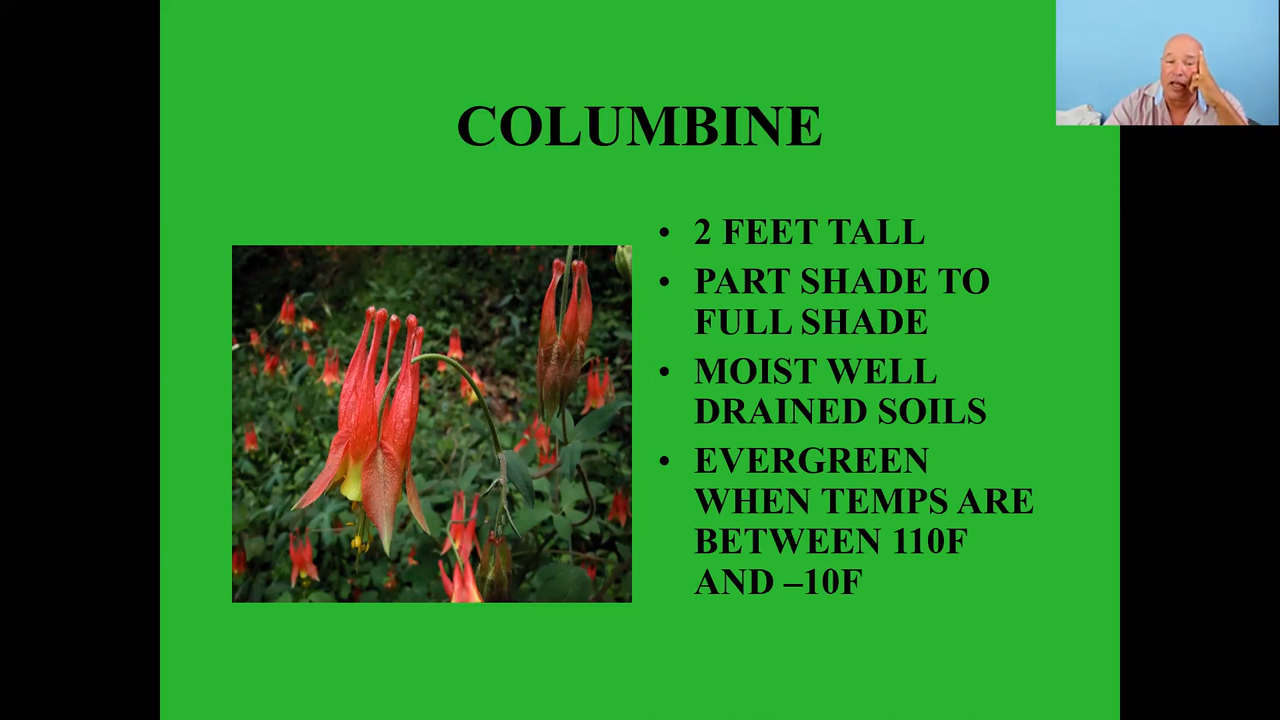 COLUMBINE
• 2 FEET TALL
• PART SHADE TO
FULL SHADE
• MOIST WELL
DRAINED SOILS
• EVERGREEN
WHEN TEMPS ARE
BETWEEN 110F
AND –10F